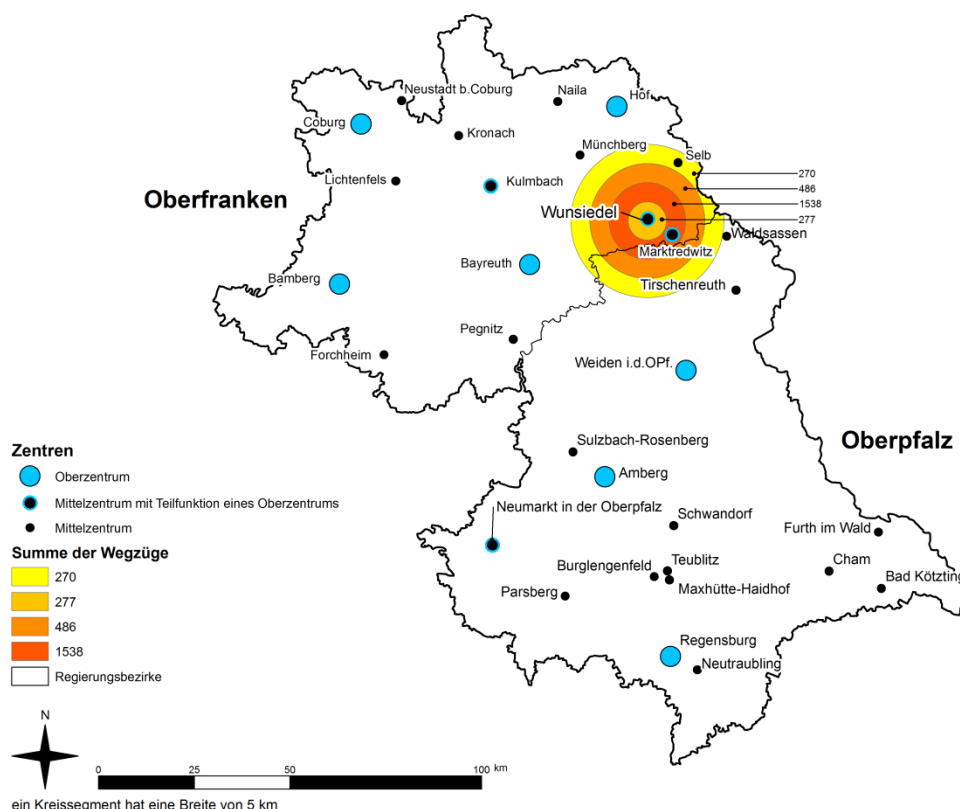 Neustadt b.Coburg
Naila
Hof
Coburg
Kronach
Münchberg
Selb
270
Lichtenfels
Kulmbach
486
Oberfranken
1538
Wunsiedel
277
Waldsassen
Marktredwitz
Bayreuth
Bamberg
Tirschenreuth
Pegnitz
Forchheim
Weiden i.d.OPf.
Oberpfalz
Sulzbach-Rosenberg
Amberg
Neumarkt in der Oberpfalz
Schwandorf
Furth im Wald
Teublitz
Burglengenfeld
Cham
Maxhütte-Haidhof
Bad Kötzting
Parsberg
Regensburg
Neutraubling
Zentren
Oberzentrum
Mittelzentrum mit Teilfunktion eines Oberzentrums
Mittelzentrum
Summe der Wegzüge
270
277
486
1538
Regierungsbezirke
N
0 25 50 100 km
ein Kreissegment hat eine Breite von 5 km